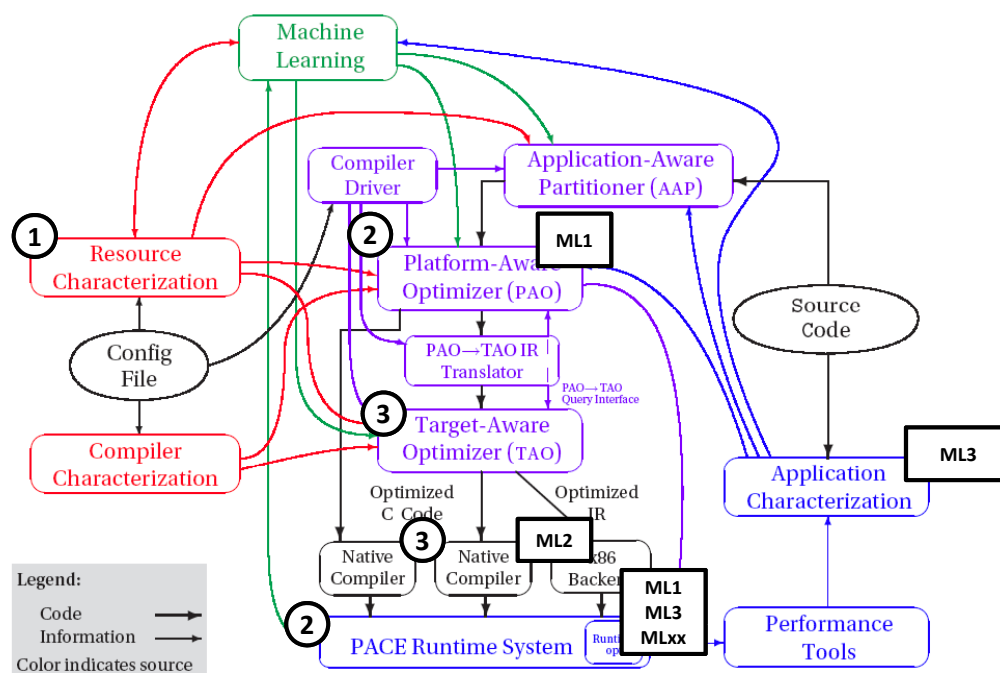 Machine
Learning
Compiler
Driver
Application-Aware
Partitioner (AAP)
1
2
ML1
Resource
Characterization
Platform-Aware
Optimizer (PAO)
Source
Code
Config
File
PAO→TAO IR
Translator
PAO→TAO
Query Interface
3
Target-Aware
Optimizer (TAO)
Compiler
Characterization
ML3
Application
Characterization
Optimized
C Code
Optimized
IR
3
ML2
Native
Compiler
Native
Compiler
x86
Backen
Legend:
Code
Information
Color indicates source
ML1
ML3
MLxx
2
PACE Runtime System
Performance
Tools